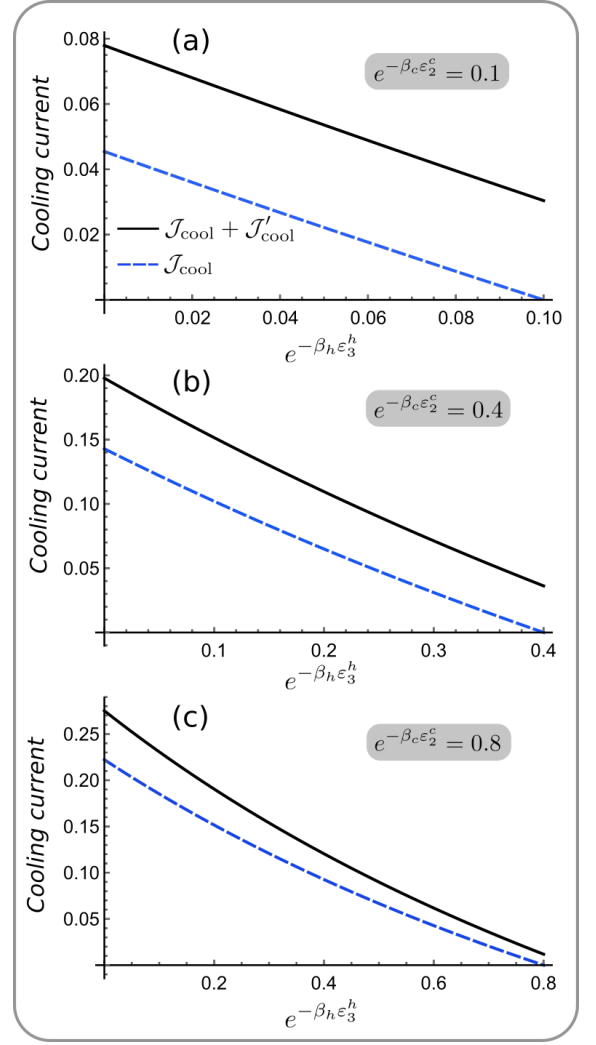 (a)
e^{-β_c ε_2^c} = 0.1
Cooling current
0.08
0.06
0.04
0.02
𝒥_cool + 𝒥′_cool
𝒥_cool
0.02 0.04 0.06 0.08 0.10
e^{-β_h ε_3^h}
(b)
e^{-β_c ε_2^c} = 0.4
Cooling current
0.20
0.15
0.10
0.05
0.1 0.2 0.3 0.4
e^{-β_h ε_3^h}
(c)
e^{-β_c ε_2^c} = 0.8
Cooling current
0.25
0.20
0.15
0.10
0.05
0.2 0.4 0.6 0.8
e^{-β_h ε_3^h}